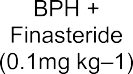 BPH +
Finasteride
(0.1mg kg–1)